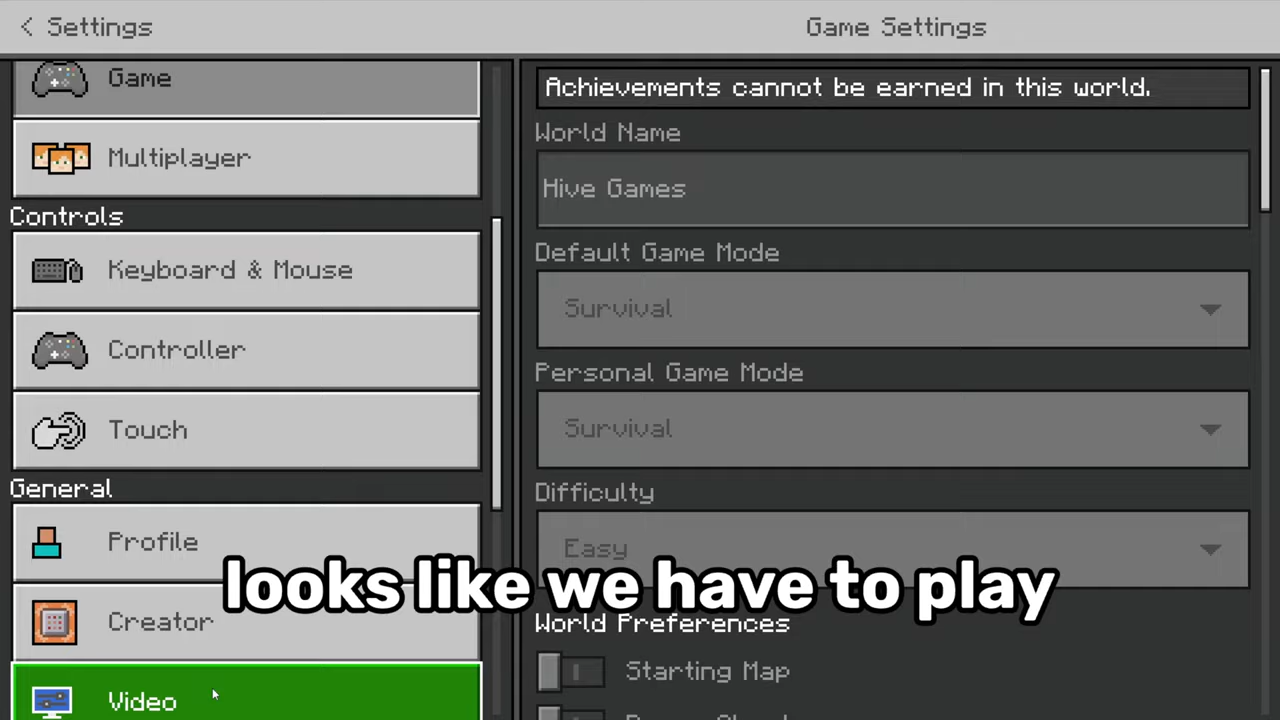 Settings
Game Settings
Game
Multiplayer
Controls
Keyboard & Mouse
Controller
Touch
General
Profile
Creator
Video
Achievements cannot be earned in this world.
World Name
Hive Games
Default Game Mode
Survival
Personal Game Mode
Survival
Difficulty
Easy
looks like we have to play
World Preferences
Starting Map